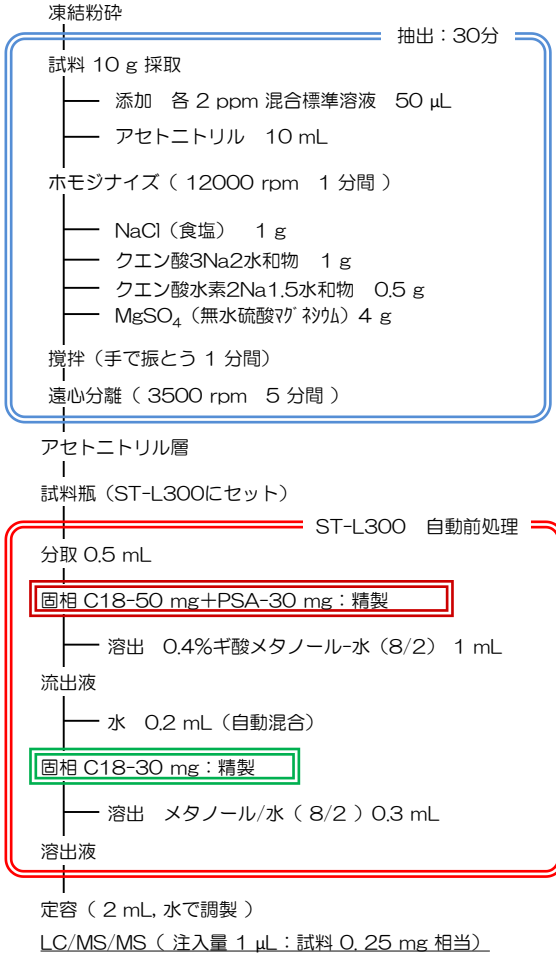 凍結粉砕
抽出：30分
試料 10 g 採取
添加　各 2 ppm 混合標準溶液　50 μL
アセトニトリル　10 mL
ホモジナイズ（ 12000 rpm　1 分間 ）
NaCl（食塩）　1 g
クエン酸3Na2水和物　1 g
クエン酸水素2Na1.5水和物　0.5 g
MgSO₄（無水硫酸ﾏｸﾞﾈｼｳﾑ）4 g
撹拌（手で振とう 1 分間）
遠心分離（ 3500 rpm　5 分間 ）
アセトニトリル層
試料瓶（ST-L300にセット）
ST-L300　自動前処理
分取 0.5 mL
固相 C18-50 mg＋PSA-30 mg：精製
溶出　0.4%ギ酸メタノール-水（8/2）　1 mL
流出液
水　0.2 mL（自動混合）
固相 C18-30 mg：精製
溶出　メタノール/水（ 8/2 ）0.3 mL
溶出液
定容（ 2 mL, 水で調製 ）
LC/MS/MS（ 注入量 1 μL：試料 0. 25 mg 相当）